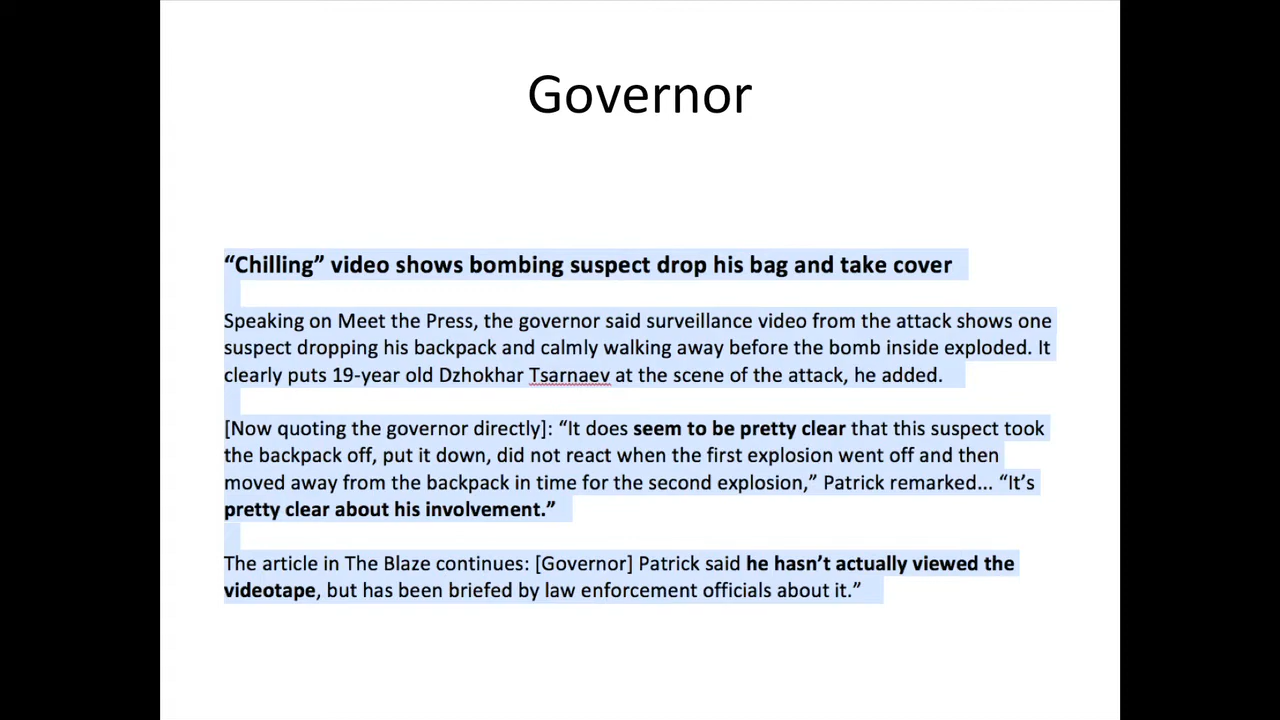 Governor
“Chilling” video shows bombing suspect drop his bag and take cover
Speaking on Meet the Press, the governor said surveillance video from the attack shows one
suspect dropping his backpack and calmly walking away before the bomb inside exploded. It
clearly puts 19-year old Dzhokhar Tsarnaev at the scene of the attack, he added.
[Now quoting the governor directly]: “It does seem to be pretty clear that this suspect took
the backpack off, put it down, did not react when the first explosion went off and then
moved away from the backpack in time for the second explosion,” Patrick remarked... “It’s
pretty clear about his involvement.”
The article in The Blaze continues: [Governor] Patrick said he hasn’t actually viewed the
videotape, but has been briefed by law enforcement officials about it.”